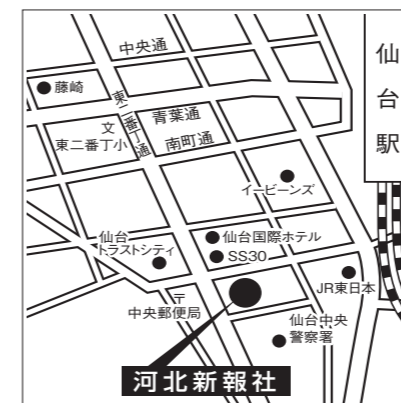 中央通
仙台駅
藤崎
東二番丁通
青葉通
文
東二番丁小
南町通
イービーンズ
仙台
トラストシティ
仙台国際ホテル
SS30
JR東日本
〒
中央郵便局
仙台中央
警察署
河北新報社